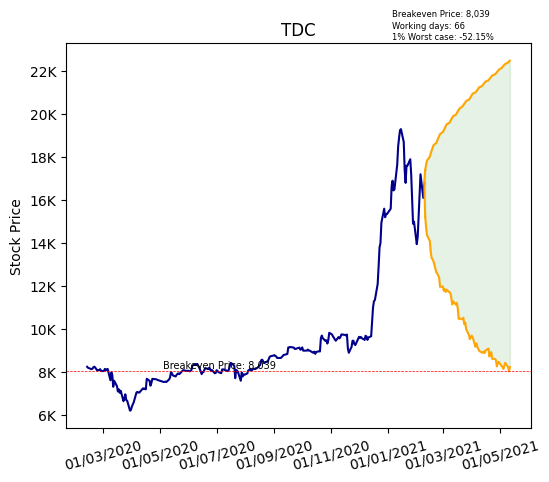 Breakeven Price: 8,039
Working days: 66
1% Worst case: -52.15%
TDC
Stock Price
22K
20K
18K
16K
14K
12K
10K
8K
6K
Breakeven Price: 8,039
01/03/2020
01/05/2020
01/07/2020
01/09/2020
01/11/2020
01/01/2021
01/03/2021
01/05/2021